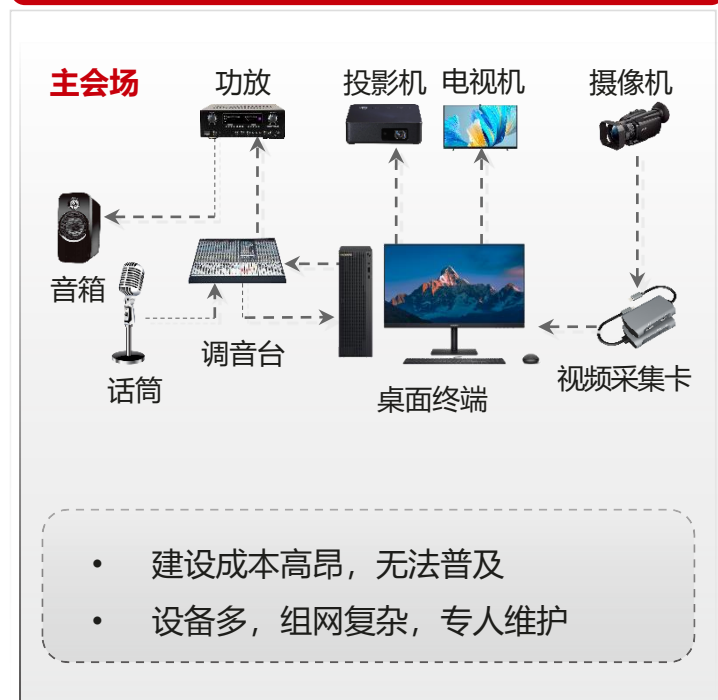 主会场 功放 投影机 电视机 摄像机
音箱
调音台
话筒
桌面终端
视频采集卡
• 建设成本高昂，无法普及
• 设备多，组网复杂，专人维护